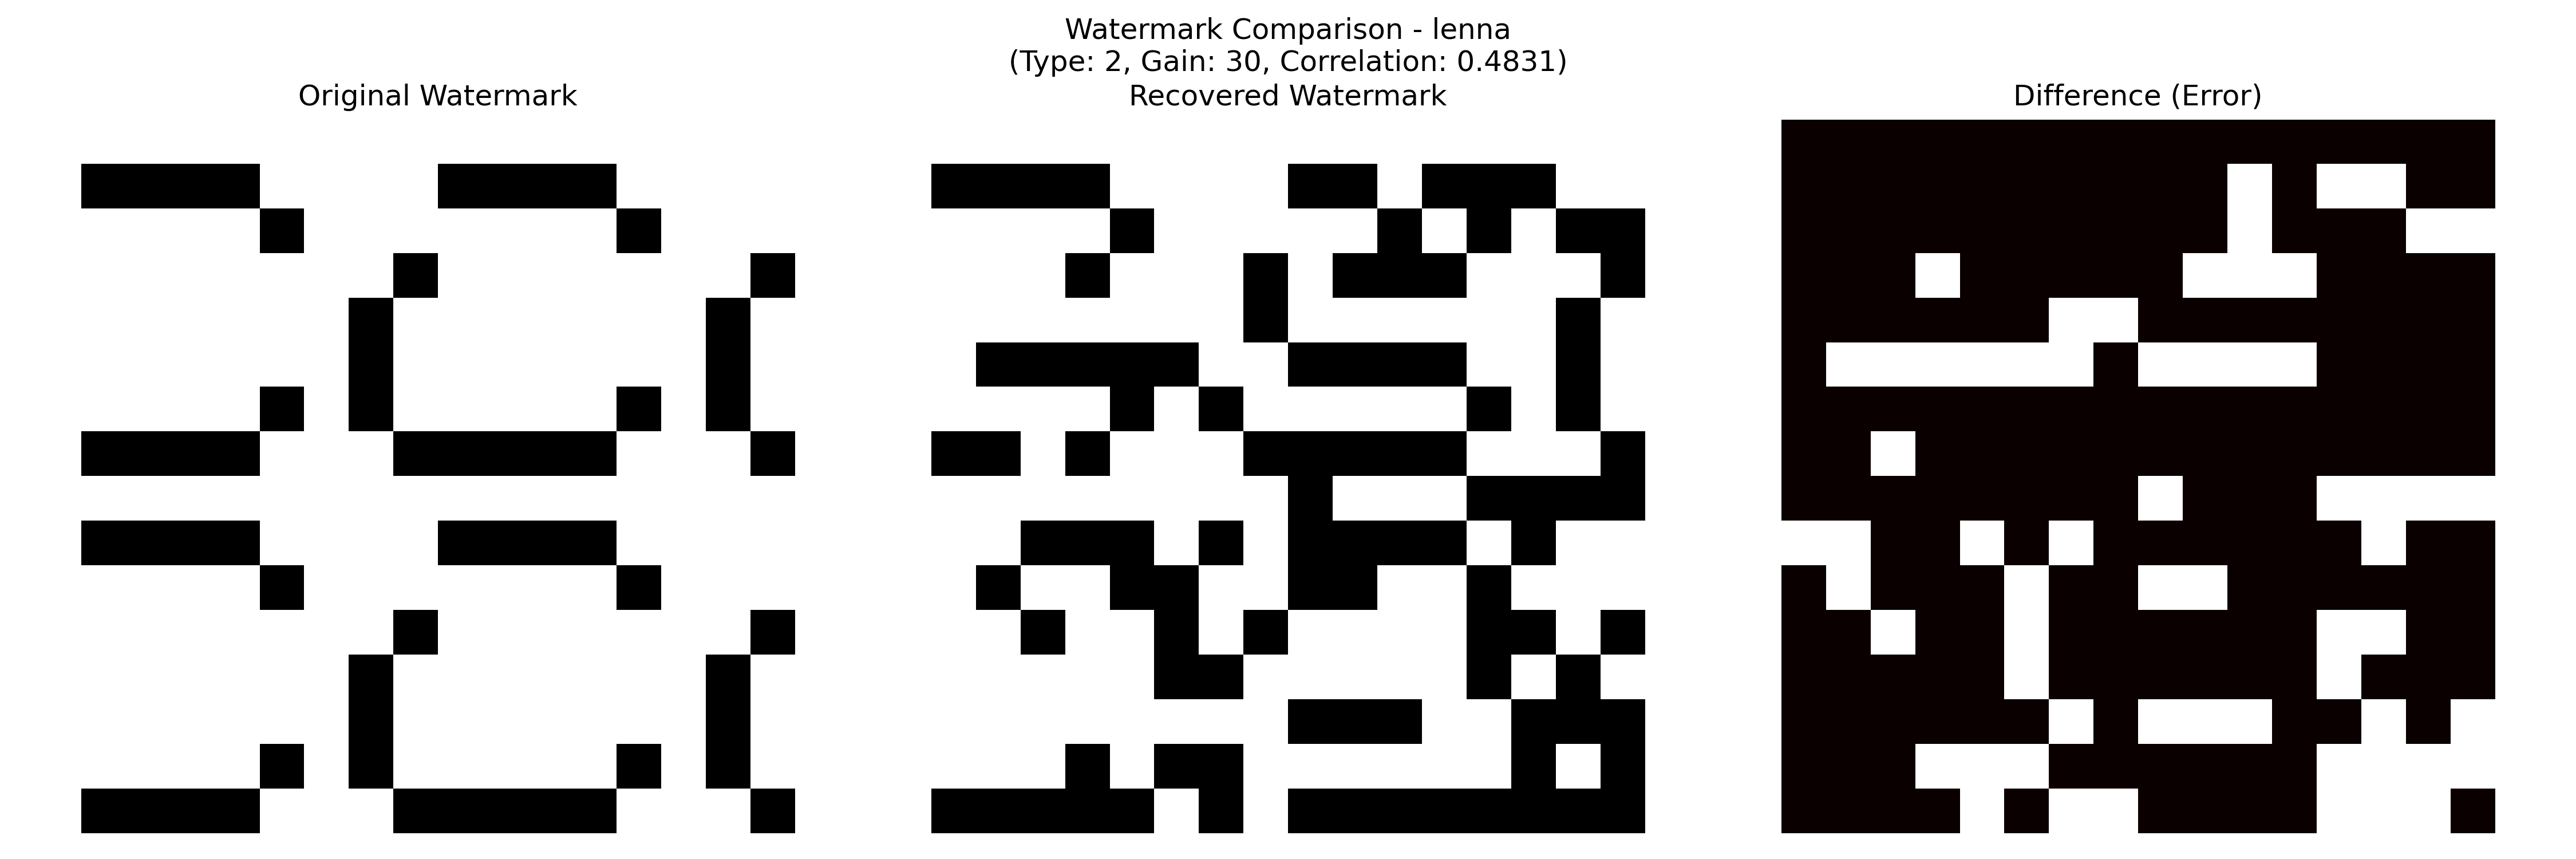 Watermark Comparison - lenna
(Type: 2, Gain: 30, Correlation: 0.4831)
Original Watermark
Recovered Watermark
Difference (Error)